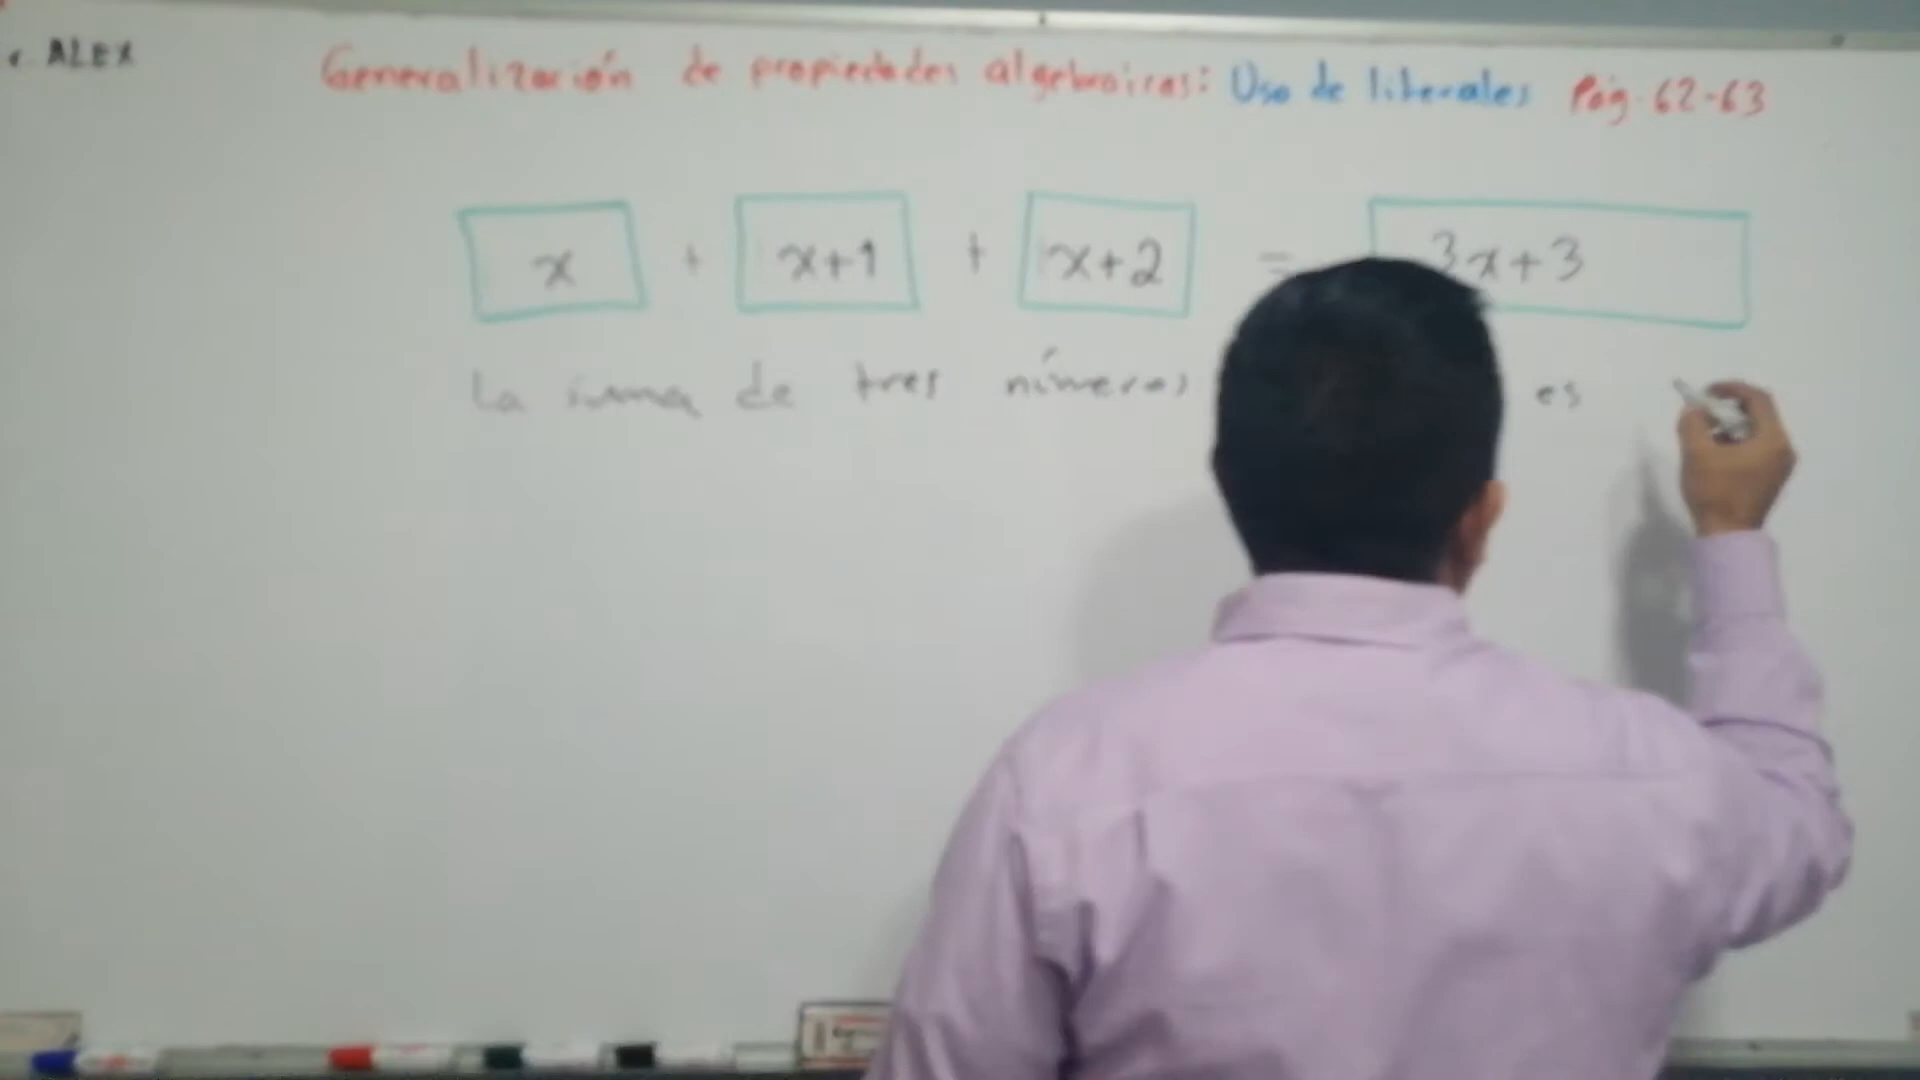 ALEX
Generalización de propiedades algebraicas: Uso de literales Pág. 62-63
x + x+1 + x+2 = 3x+3
La suma de tres números es